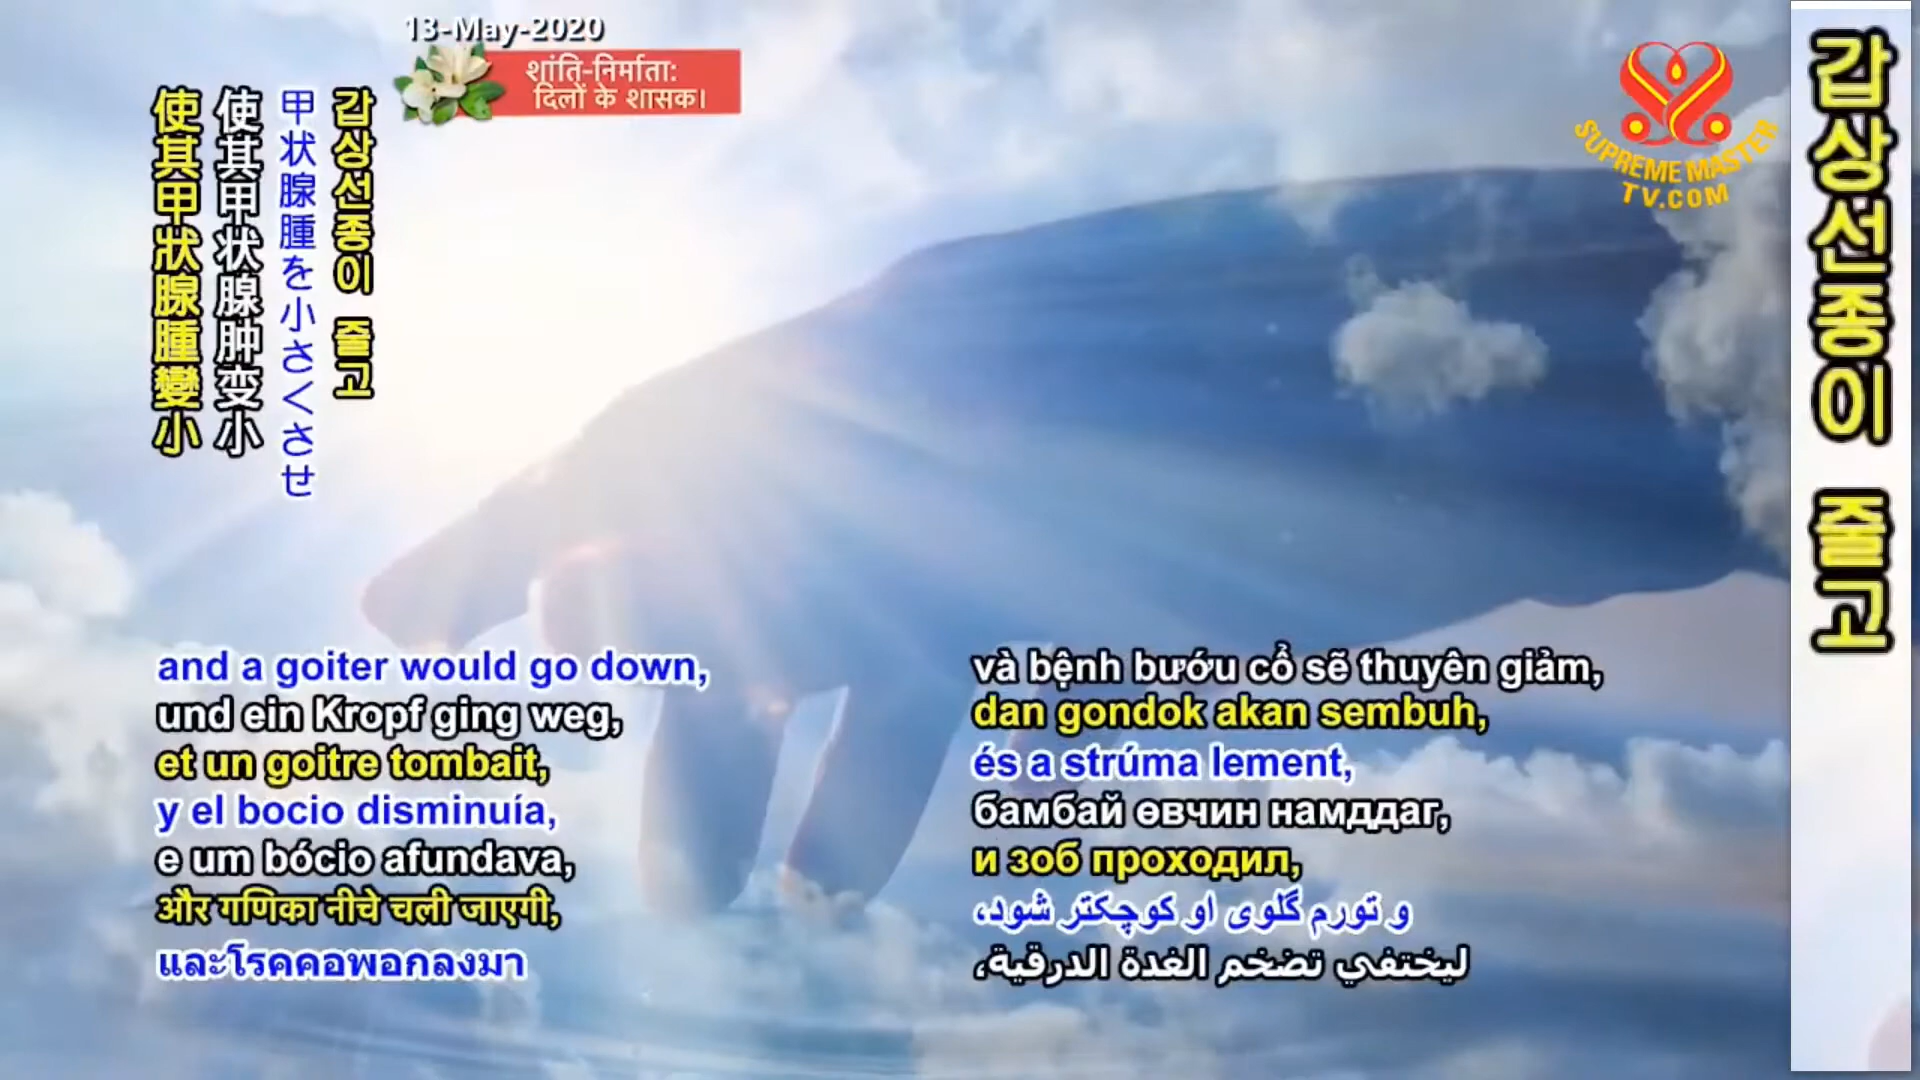 13-May-2020
शांति-निर्माता:
दिलों के शासक।
SUPREME MASTER
TV.COM
갑상선종이 줄고
갑상선종이 줄고
甲状腺腫を小さくさせ
使其甲状腺肿变小
使其甲狀腺腫變小
and a goiter would go down,
und ein Kropf ging weg,
et un goitre tombait,
y el bocio disminuía,
e um bócio afundava,
और गणिका नीचे चली जाएगी,
และโรคคอพอกลงมา
và bệnh bướu cổ sẽ thuyên giảm,
dan gondok akan sembuh,
és a strúma lement,
бамбай өвчин намддаг,
и зоб проходил,
و تورم گلوی او کوچکتر شود،
ليختفي تضخم الغدة الدرقية،